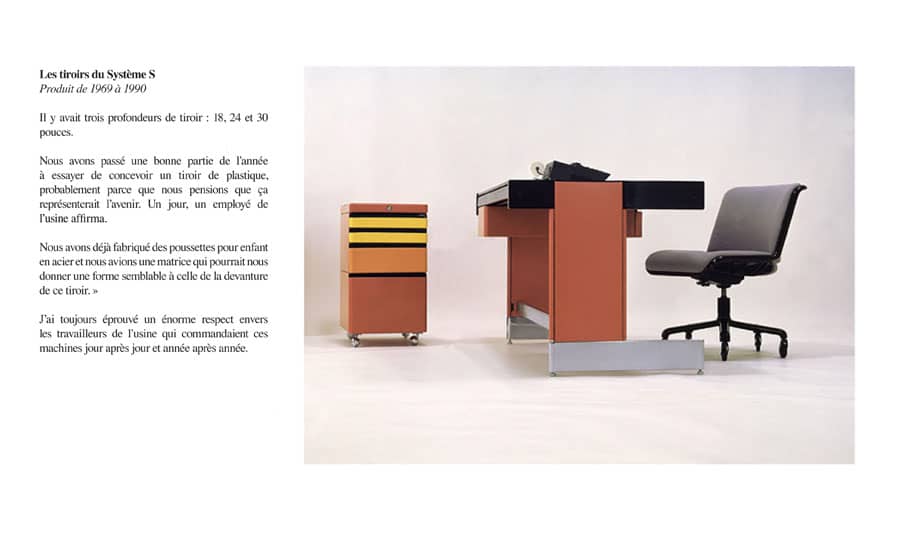 Les tiroirs du Système S
Produit de 1969 à 1990
Il y avait trois profondeurs de tiroir : 18, 24 et 30
pouces.
Nous avons passé une bonne partie de l'année
à essayer de concevoir un tiroir de plastique,
probablement parce que nous pensions que ça
représenterait l'avenir. Un jour, un employé de
l'usine affirma.
Nous avons déjà fabriqué des poussettes pour enfant
en acier et nous avions une matrice qui pourrait nous
donner une forme semblable à celle de la devanture
de ce tiroir. »
J'ai toujours éprouvé un énorme respect envers
les travailleurs de l'usine qui commandaient ces
machines jour après jour et année après année.